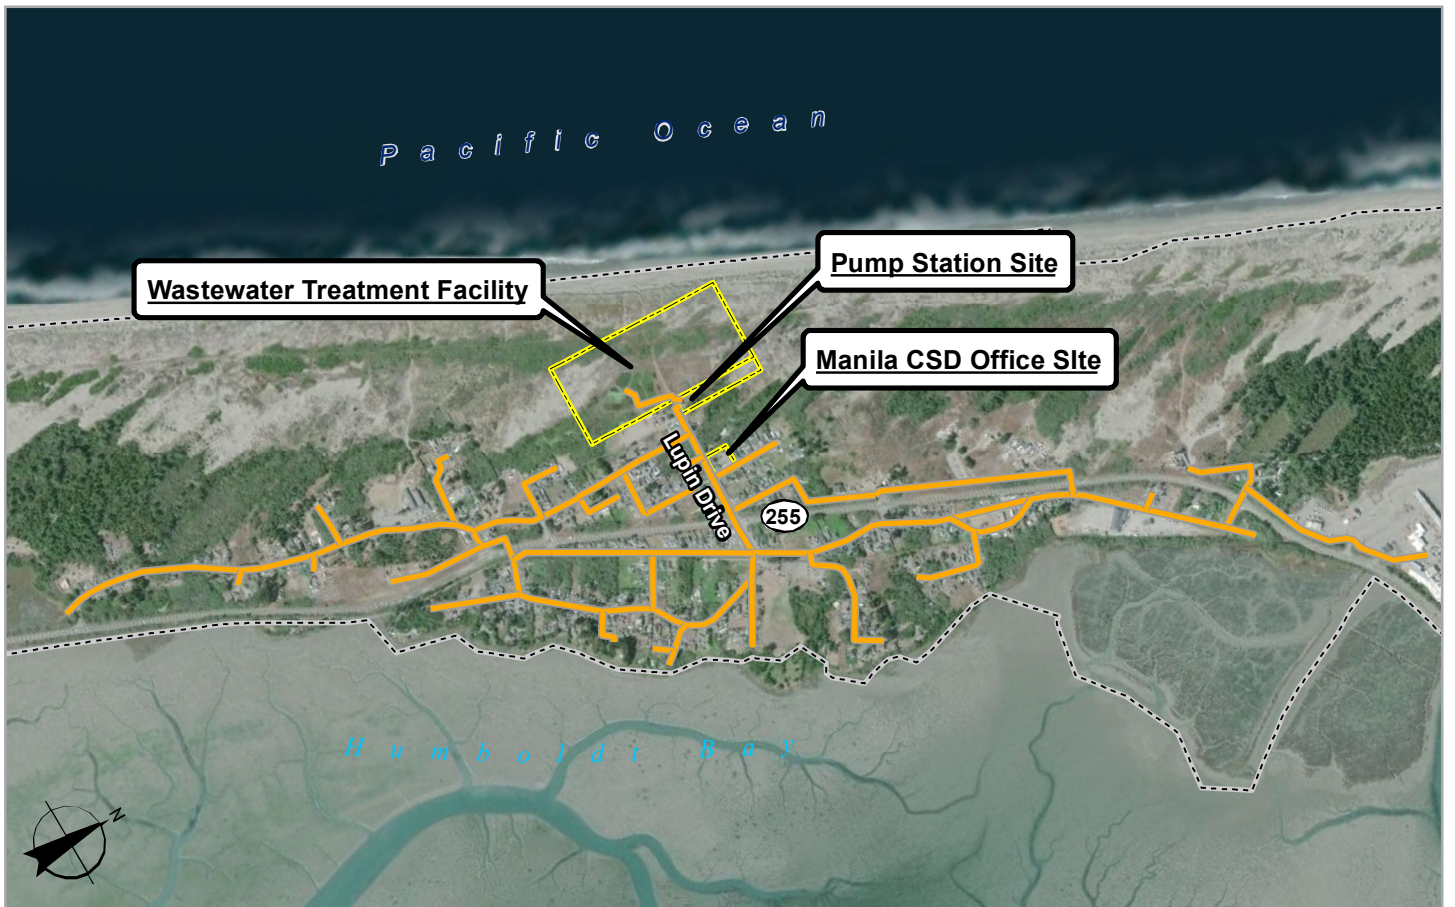 Pacific Ocean
Pump Station Site
Wastewater Treatment Facility
Manila CSD Office SIte
Lupin Drive
255
Humboldt Bay
N